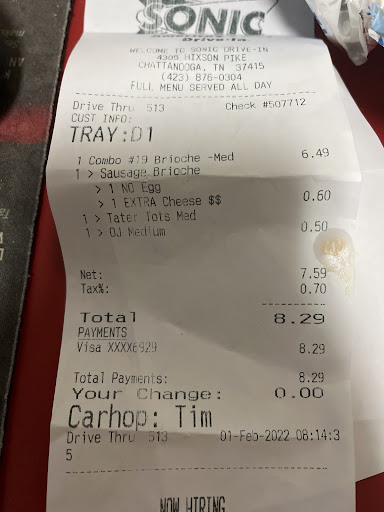 SONIC
Drive-In
WELCOME TO SONIC DRIVE-IN
4305 HIXSON PIKE
CHATTANOOGA, TN 37415
(423) 876-0304
FULL MENU SERVED ALL DAY
Drive Thru 513 Check #507712
CUST INFO:
TRAY:01
1 Combo #19 Brioche -Med 6.49
1 > Sausage Brioche
> 1 NO Egg
> 1 EXTRA Cheese $$ 0.60
1 > Tater Tots Med
1 > OJ Medium 0.50
Net: 7.59
Tax%: 0.70
Total 8.29
PAYMENTS
Visa XXXX6929 8.29
Total Payments: 8.29
Your Change: 0.00
Carhop: Tim
Drive Thru 513 01-Feb-2022 08:14:3
5
NOW HIRING